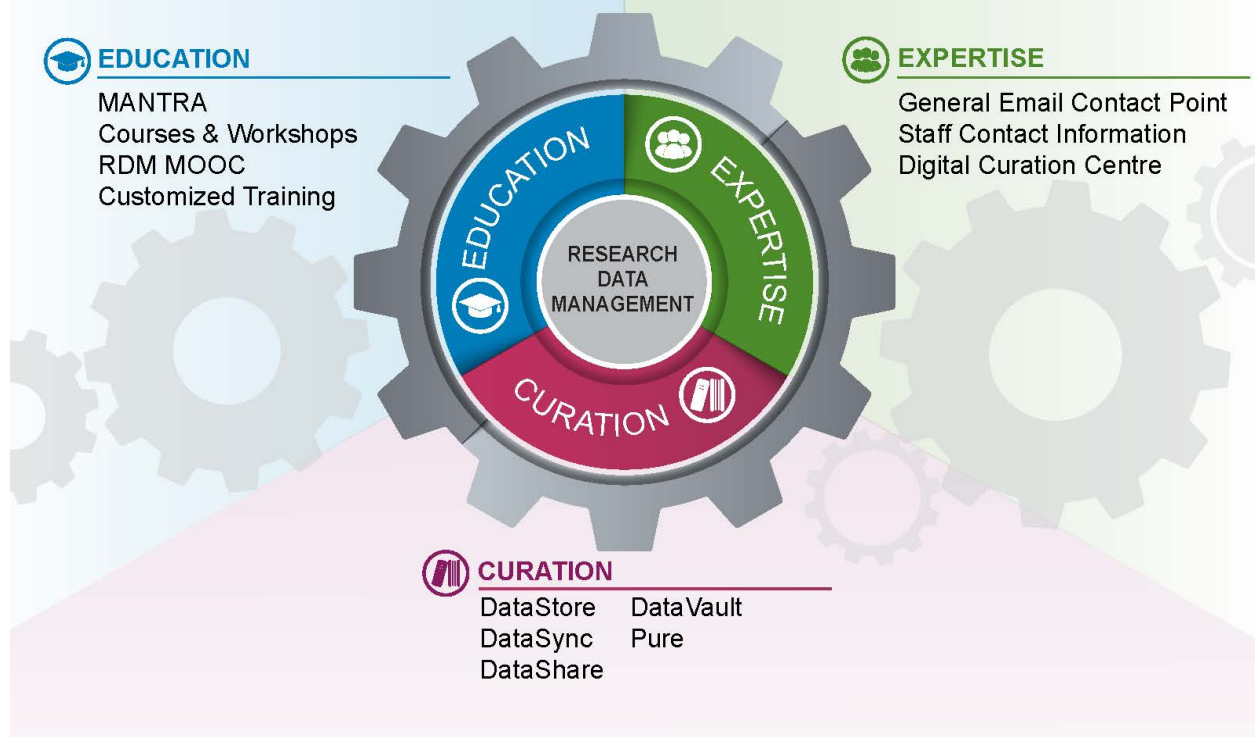 EDUCATION
MANTRA
Courses & Workshops
RDM MOOC
Customized Training
EXPERTISE
General Email Contact Point
Staff Contact Information
Digital Curation Centre
EDUCATION
EXPERTISE
RESEARCH
DATA
MANAGEMENT
CURATION
CURATION
DataStore DataVault
DataSync Pure
DataShare